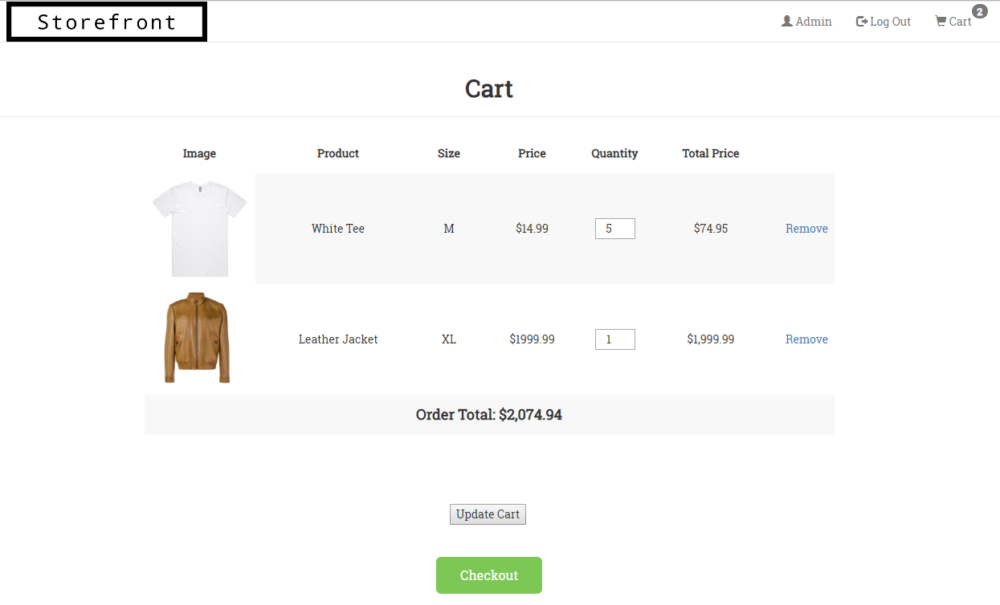 Storefront
Admin Log Out Cart 2
Cart
Image Product Size Price Quantity Total Price
White Tee M $14.99 5 $74.95 Remove
Leather Jacket XL $1999.99 1 $1,999.99 Remove
Order Total: $2,074.94
Update Cart
Checkout